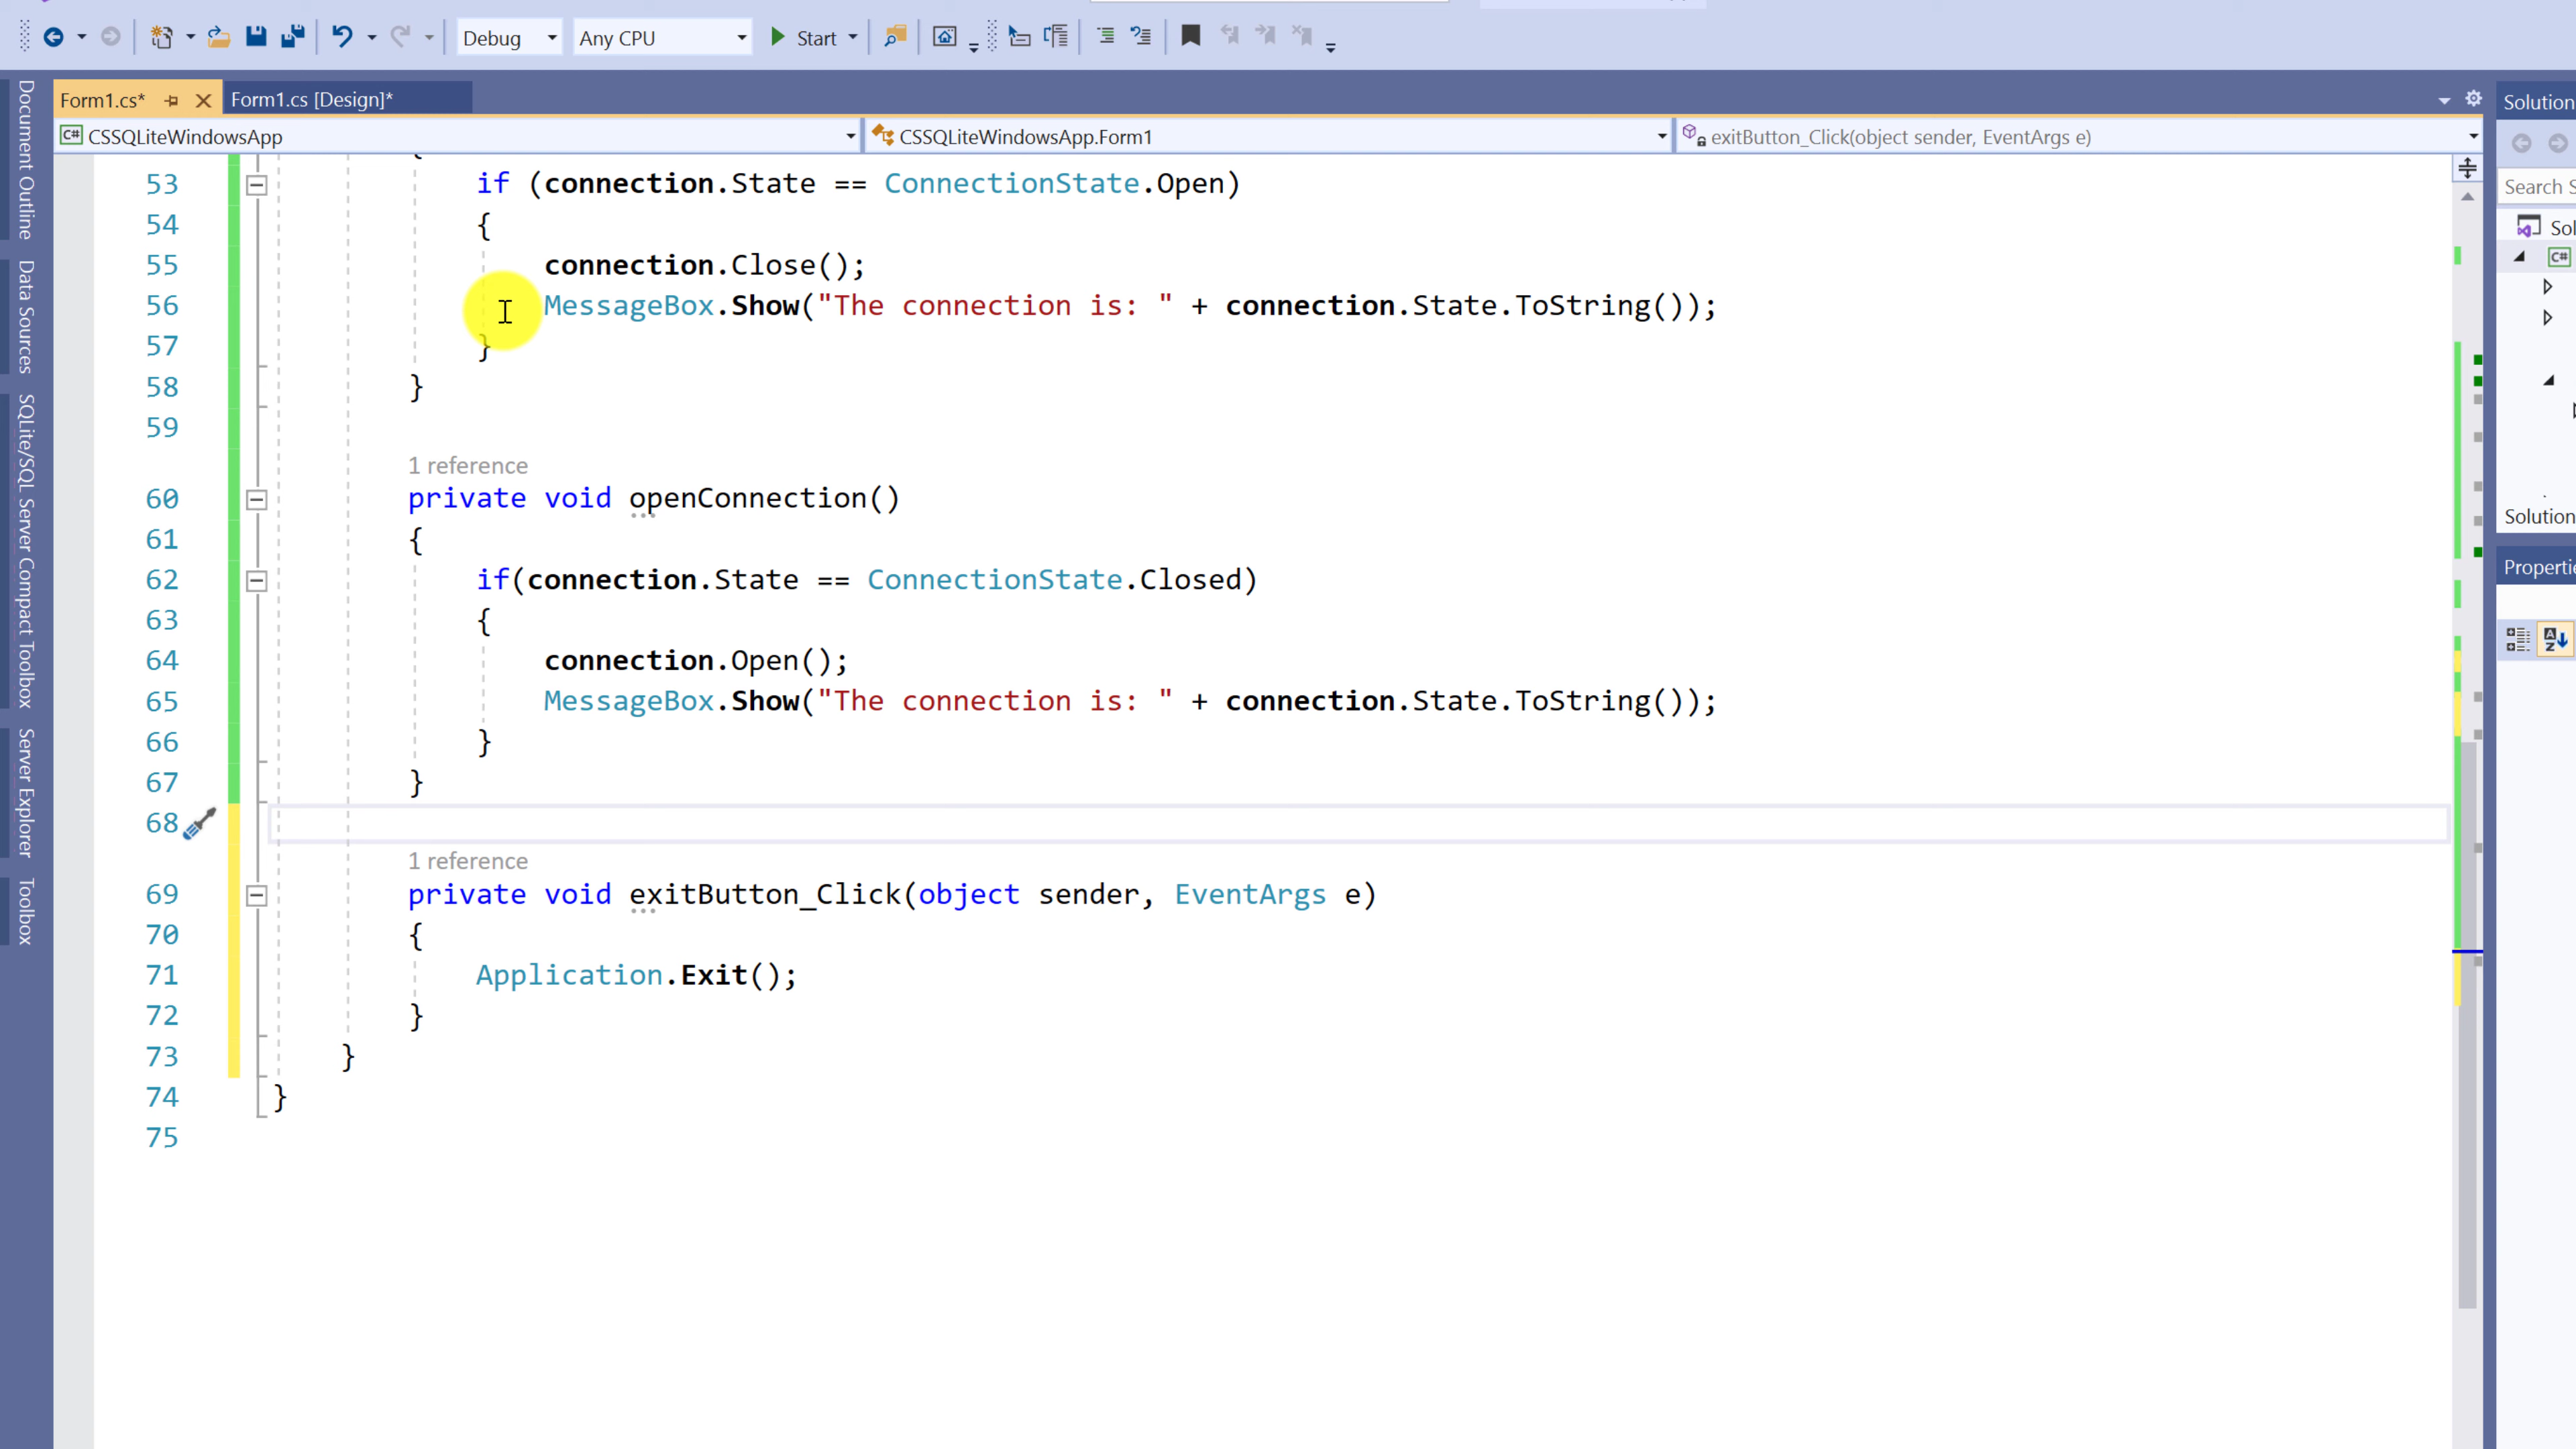 Debug Any CPU Start
Form1.cs* Form1.cs [Design]*
Solution
CSSQLiteWindowsApp CSSQLiteWindowsApp.Form1 exitButton_Click(object sender, EventArgs e)
Document Outline
Data Sources
SQLite/SQL Server Compact Toolbox
Server Explorer
Toolbox
53 if (connection.State == ConnectionState.Open)
54 {
55 connection.Close();
56 MessageBox.Show("The connection is: " + connection.State.ToString());
57 }
58 }
59
1 reference
60 private void openConnection()
61 {
62 if(connection.State == ConnectionState.Closed)
63 {
64 connection.Open();
65 MessageBox.Show("The connection is: " + connection.State.ToString());
66 }
67 }
68
1 reference
69 private void exitButton_Click(object sender, EventArgs e)
70 {
71 Application.Exit();
72 }
73 }
74 }
75
Search S
Sol
C#
Solution
Properti